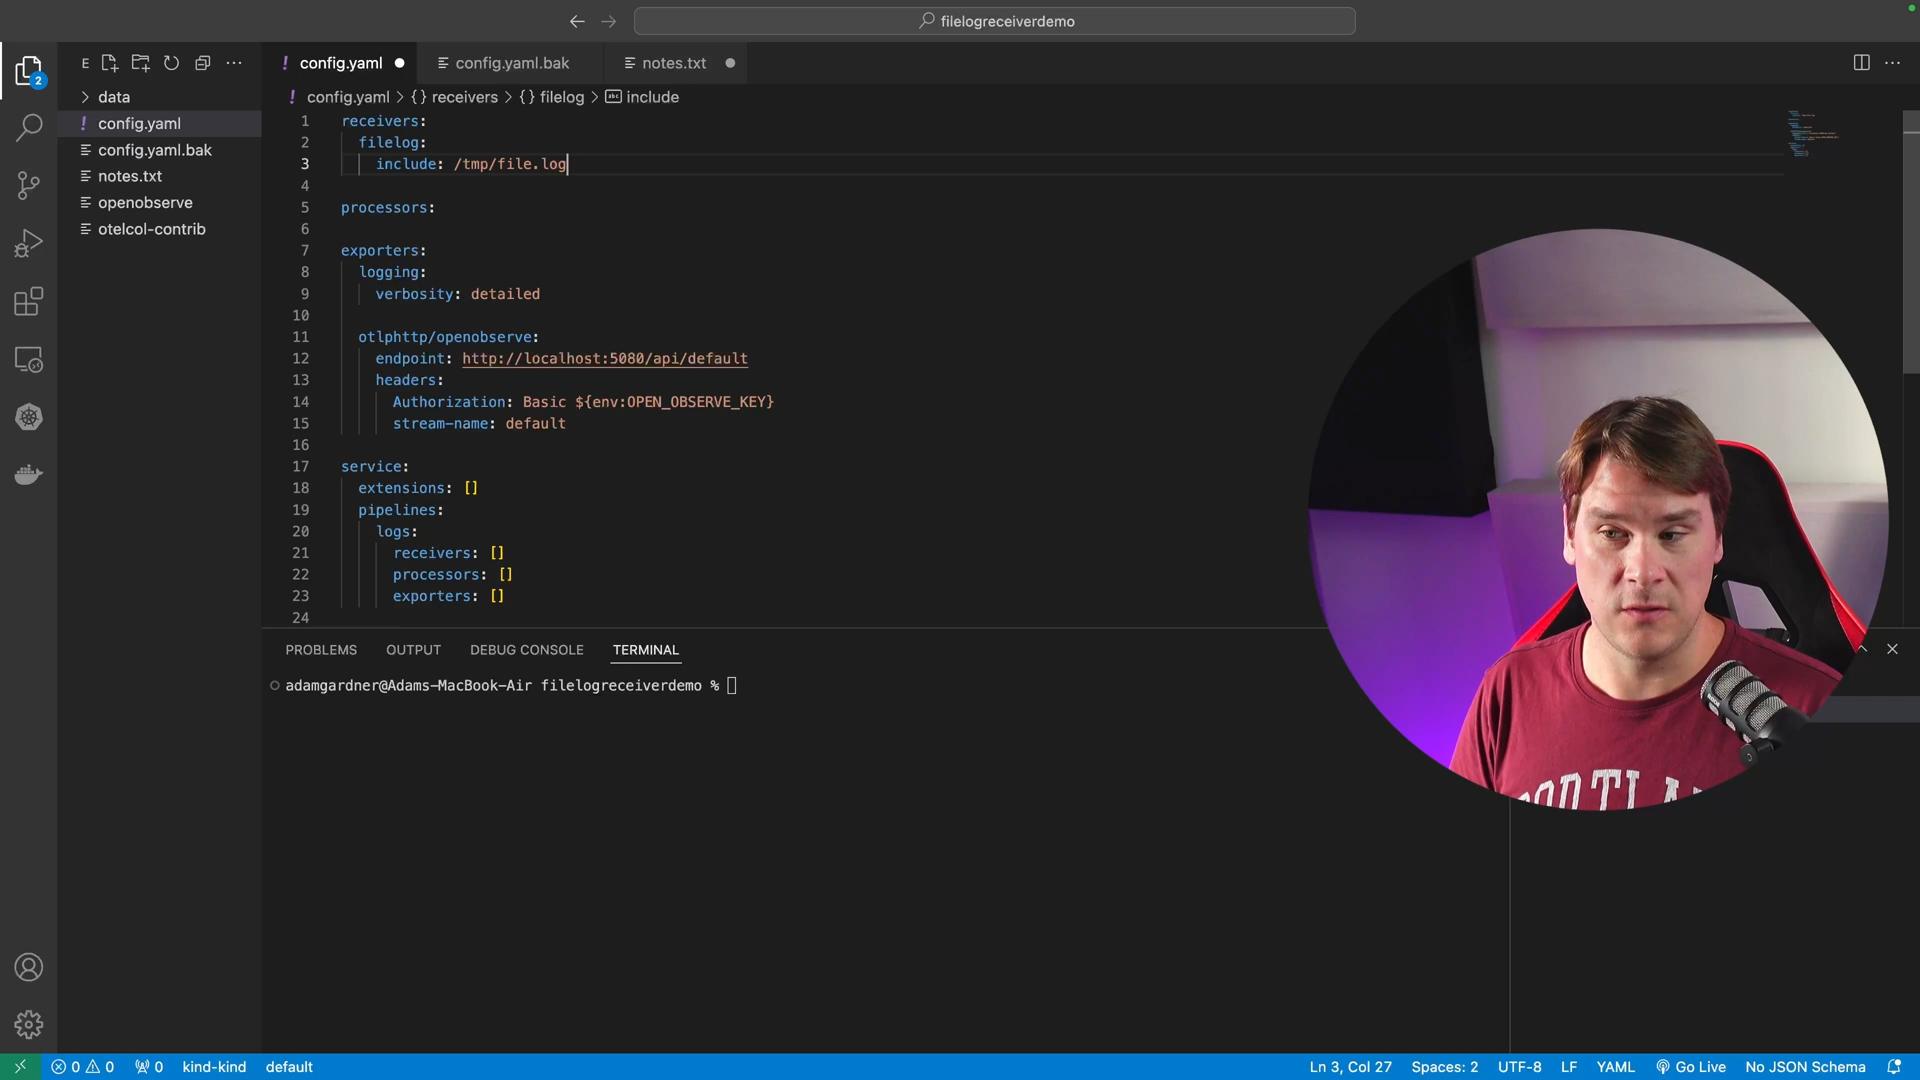 filelogreceiverdemo
2
E
config.yaml
config.yaml.bak
notes.txt
data
config.yaml
config.yaml.bak
notes.txt
openobserve
otelcol-contrib
! config.yaml > {} receivers > {} filelog > abc include
1 receivers:
2 filelog:
3 include: /tmp/file.log
4
5 processors:
6
7 exporters:
8 logging:
9 verbosity: detailed
10
11 otlphttp/openobserve:
12 endpoint: http://localhost:5080/api/default
13 headers:
14 Authorization: Basic ${env:OPEN_OBSERVE_KEY}
15 stream-name: default
16
17 service:
18 extensions: []
19 pipelines:
20 logs:
21 receivers: []
22 processors: []
23 exporters: []
24
PROBLEMS OUTPUT DEBUG CONSOLE TERMINAL
adamgardner@Adams-MacBook-Air filelogreceiverdemo %
0 0 0 kind-kind default Ln 3, Col 27 Spaces: 2 UTF-8 LF YAML Go Live No JSON Schema